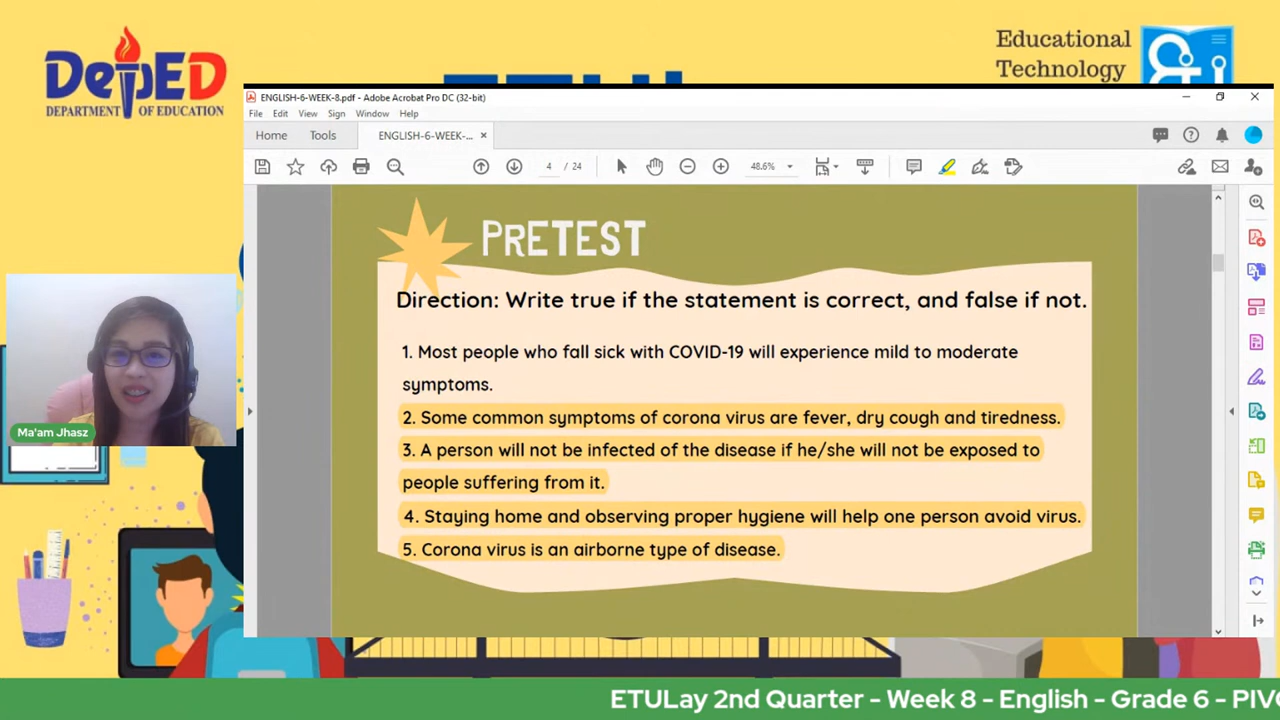 DepED
DEPARTMENT OF EDUCATION
Educational
Technology
ENGLISH-6-WEEK-8.pdf - Adobe Acrobat Pro DC (32-bit)
File Edit View Sign Window Help
Home Tools ENGLISH-6-WEEK-... ×
4 / 24 48.6%
PRETEST
Direction: Write true if the statement is correct, and false if not.
1. Most people who fall sick with COVID-19 will experience mild to moderate
symptoms.
2. Some common symptoms of corona virus are fever, dry cough and tiredness.
3. A person will not be infected of the disease if he/she will not be exposed to
people suffering from it.
4. Staying home and observing proper hygiene will help one person avoid virus.
5. Corona virus is an airborne type of disease.
Ma'am Jhasz
ETULay 2nd Quarter - Week 8 - English - Grade 6 - PIV